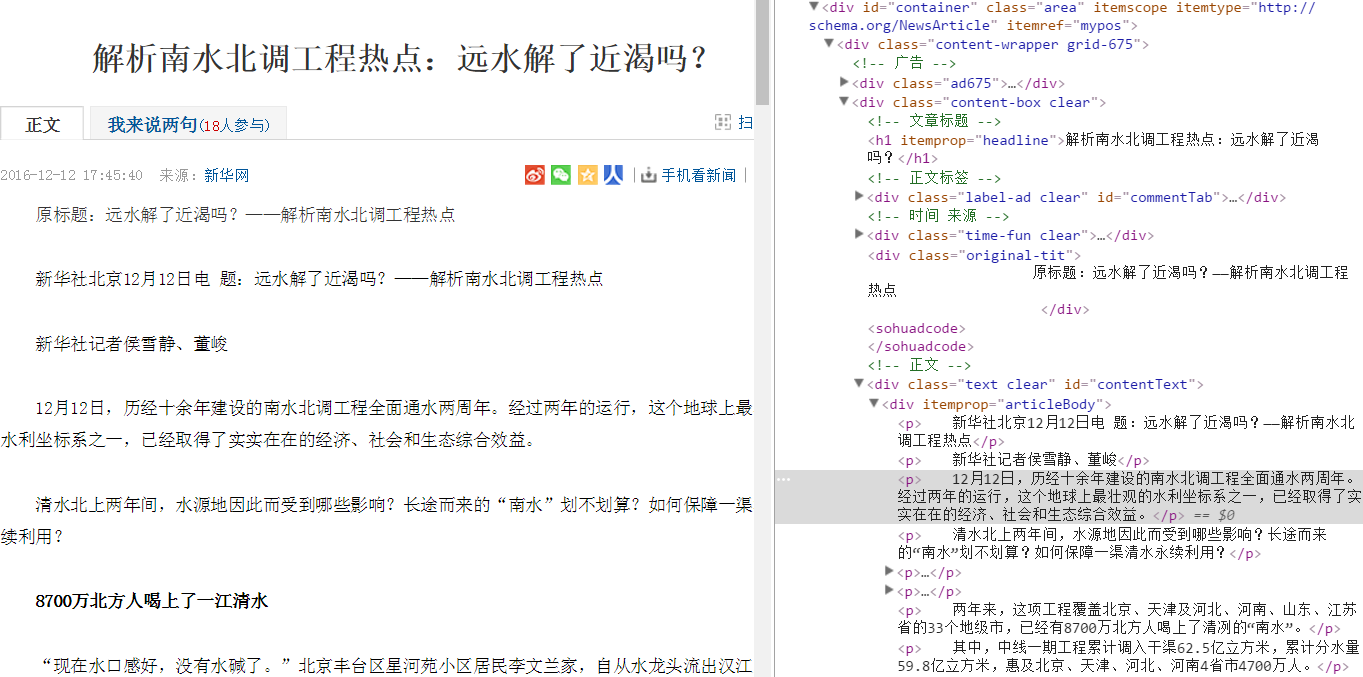 解析南水北调工程热点：远水解了近渴吗？
正文
我来说两句(18人参与)
扫
2016-12-12 17:45:40 来源：新华网
手机看新闻
原标题：远水解了近渴吗？——解析南水北调工程热点
新华社北京12月12日电 题：远水解了近渴吗？——解析南水北调工程热点
新华社记者侯雪静、董峻
12月12日，历经十余年建设的南水北调工程全面通水两周年。经过两年的运行，这个地球上最
水利坐标系之一，已经取得了实实在在的经济、社会和生态综合效益。
清水北上两年间，水源地因此而受到哪些影响？长途而来的“南水”划不划算？如何保障一渠
续利用？
8700万北方人喝上了一江清水
“现在水口感好，没有水碱了。”北京丰台区星河苑小区居民李文兰家，自从水龙头流出汉江
<div id="container" class="area" itemscope itemtype="http://
schema.org/NewsArticle" itemref="mypos">
<div class="content-wrapper grid-675">
<!-- 广告 -->
<div class="ad675">…</div>
<div class="content-box clear">
<!-- 文章标题 -->
<h1 itemprop="headline">解析南水北调工程热点：远水解了近渴
吗？</h1>
<!-- 正文标签 -->
<div class="label-ad clear" id="commentTab">…</div>
<!-- 时间 来源 -->
<div class="time-fun clear">…</div>
<div class="original-tit">
原标题：远水解了近渴吗？——解析南水北调工程
热点
</div>
<sohuadcode>
</sohuadcode>
<!-- 正文 -->
<div class="text clear" id="contentText">
<div itemprop="articleBody">
<p> 新华社北京12月12日电 题：远水解了近渴吗？——解析南水北
调工程热点</p>
<p> 新华社记者侯雪静、董峻</p>
<p> 12月12日，历经十余年建设的南水北调工程全面通水两周年。
经过两年的运行，这个地球上最壮观的水利坐标系之一，已经取得了实
实在在的经济、社会和生态综合效益。</p> == $0
<p> 清水北上两年间，水源地因此而受到哪些影响？长途而来
的“南水”划不划算？如何保障一渠清水永续利用？</p>
<p>…</p>
<p>…</p>
<p> 两年来，这项工程覆盖北京、天津及河北、河南、山东、江苏
省的33个地级市，已经有8700万北方人喝上了清冽的“南水”。</p>
<p> 其中，中线一期工程累计调入干渠62.5亿立方米，累计分水量
59.8亿立方米，惠及北京、天津、河北、河南4省市4700万人。</p>